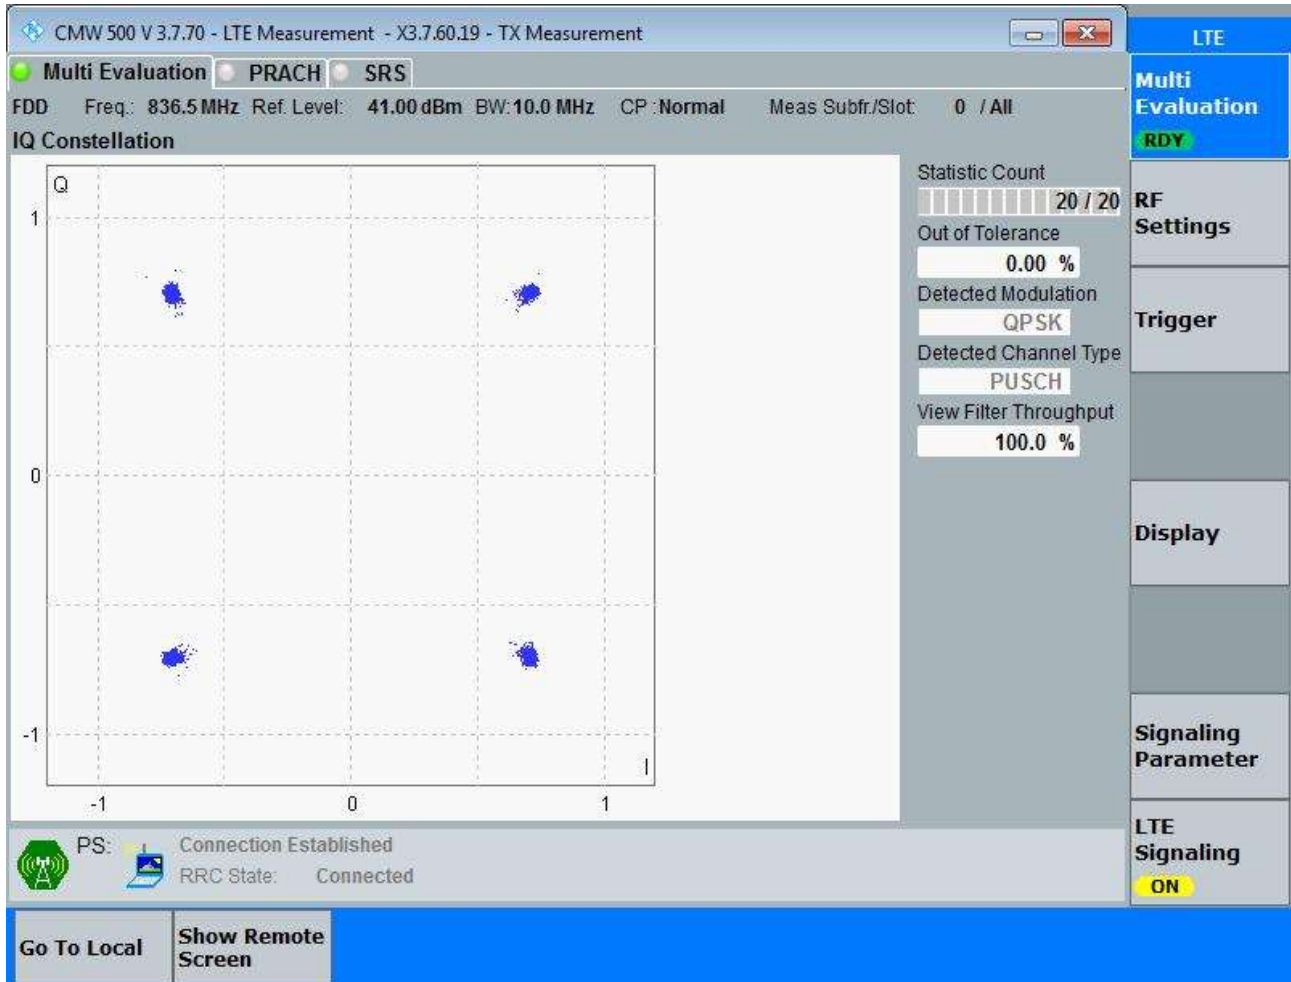 CMW 500 V 3.7.70 - LTE Measurement - X3.7.60.19 - TX Measurement
LTE
Multi Evaluation PRACH SRS
FDD Freq.: 836.5 MHz Ref. Level: 41.00 dBm BW: 10.0 MHz CP : Normal Meas Subfr./Slot: 0 / All
IQ Constellation
Q
1
0
-1
I
-1 0 1
Statistic Count
20 / 20
Out of Tolerance
0.00 %
Detected Modulation
QPSK
Detected Channel Type
PUSCH
View Filter Throughput
100.0 %
Multi
Evaluation
RDY
RF
Settings
Trigger
Display
Signaling
Parameter
LTE
Signaling
ON
PS: Connection Established
RRC State: Connected
Go To Local
Show Remote
Screen